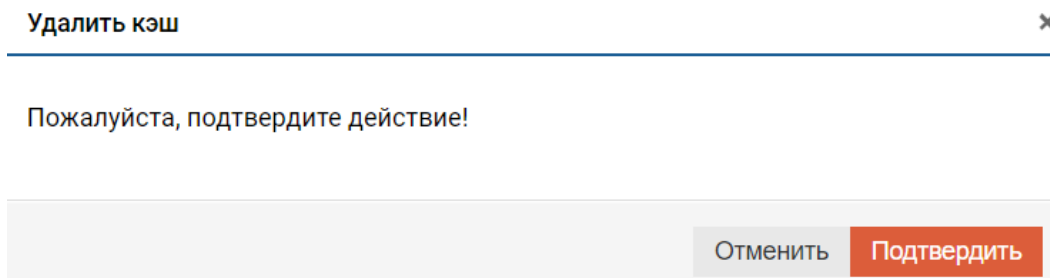 Удалить кэш
Пожалуйста, подтвердите действие!
Отменить Подтвердить